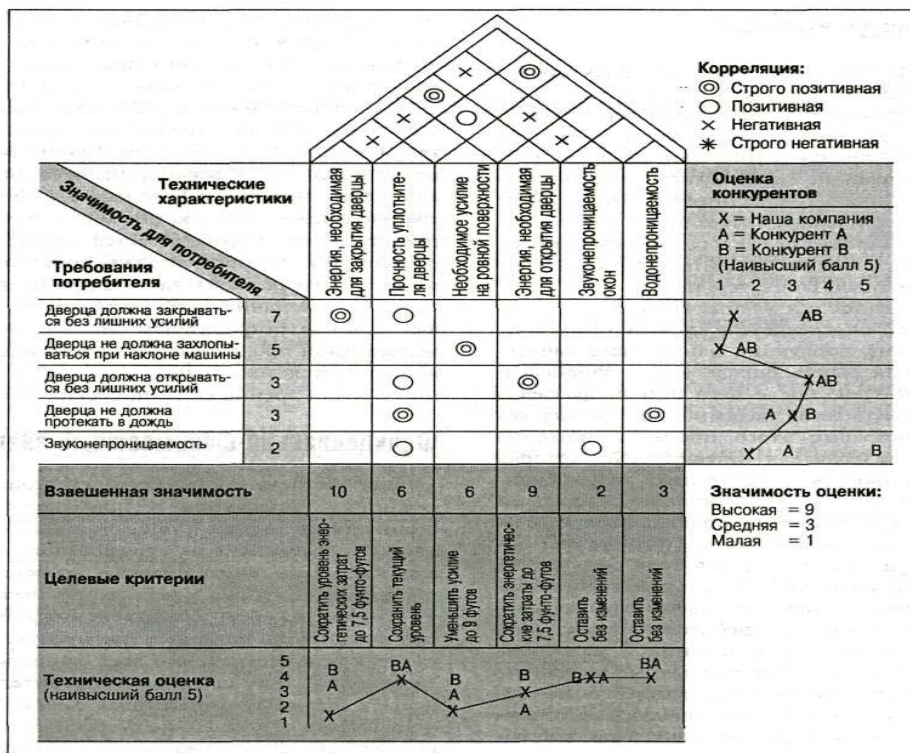 Корреляция:
Строго позитивная
Позитивная
Негативная
Строго негативная
Технические
характеристики
Значимость для потребителя
Требования
потребителя
Энергия, необходимая
для закрытия дверцы
Прочность уплотните-
ля дверцы
Необходимое усилие
на ровной поверхности
Энергия, необходимая
для открытия дверцы
Звуконепроницаемость
окон
Водонепроницаемость
Оценка
конкурентов
X = Наша компания
A = Конкурент A
B = Конкурент B
(Наивысший балл 5)
1 2 3 4 5
Дверца должна закрывать-
ся без лишних усилий
7
X AB
Дверца не должна захлопы-
ваться при наклоне машины
5
X AB
Дверца должна открывать-
ся без лишних усилий
3
X AB
Дверца не должна
протекать в дождь
3
A X B
Звуконепроницаемость
2
X A B
Взвешенная значимость
10 6 6 9 2 3
Значимость оценки:
Высокая = 9
Средняя = 3
Малая = 1
Целевые критерии
Сократить уровень энер-
гетических затрат
до 7,5 фунто-футов
Сохранить текущий
уровень
Уменьшить усилие
до 9 футов
Сократить энергетичес-
кие затраты до
7,5 фунто-футов
Оставить
без изменений
Оставить
без изменений
Техническая оценка
(наивысший балл 5)
5
4
3
2
1
B
A
X
BA
X
B
A
X
B
X
A
B X A
BA
X